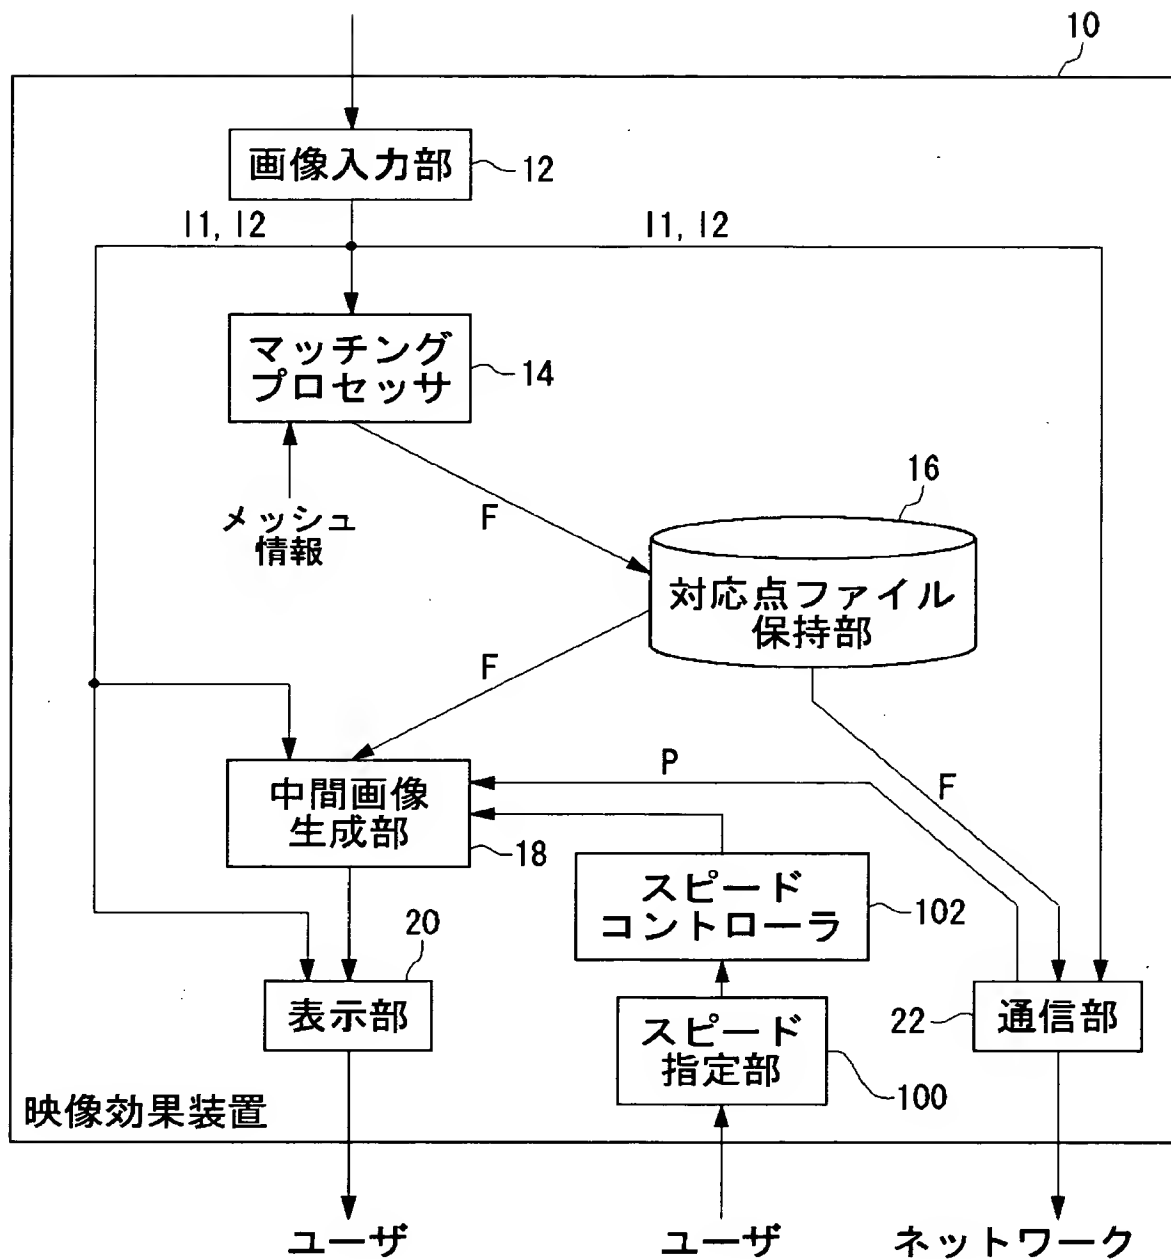 10
画像入力部
12
I1, I2
I1, I2
マッチング
プロセッサ
14
メッシュ
情報
F
16
対応点ファイル
保持部
F
F
P
中間画像
生成部
18
スピード
コントローラ
102
20
表示部
スピード
指定部
100
22
通信部
映像効果装置
ユーザ
ユーザ
ネットワーク